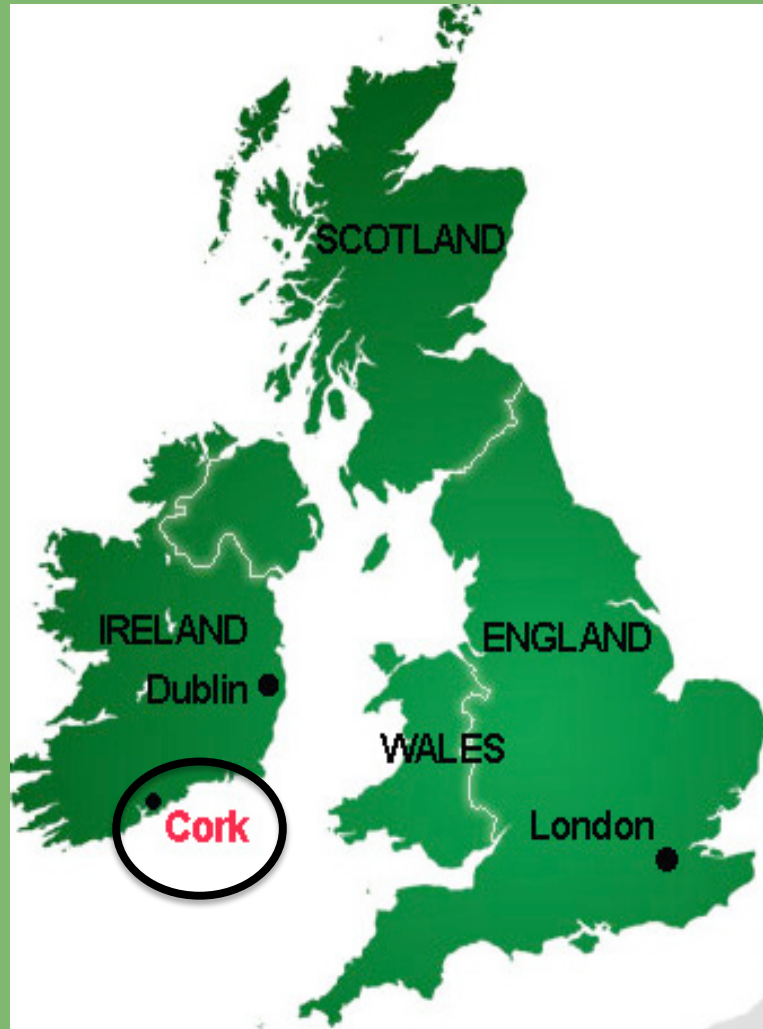 SCOTLAND
IRELAND
ENGLAND
Dublin
WALES
Cork
London